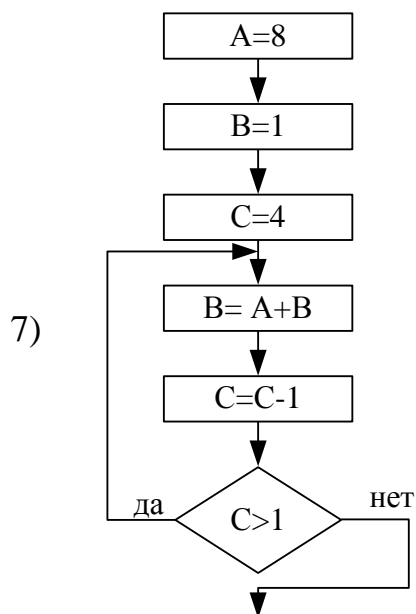 A=8
B=1
C=4
7)
B= A+B
C=C-1
да
C>1
нет